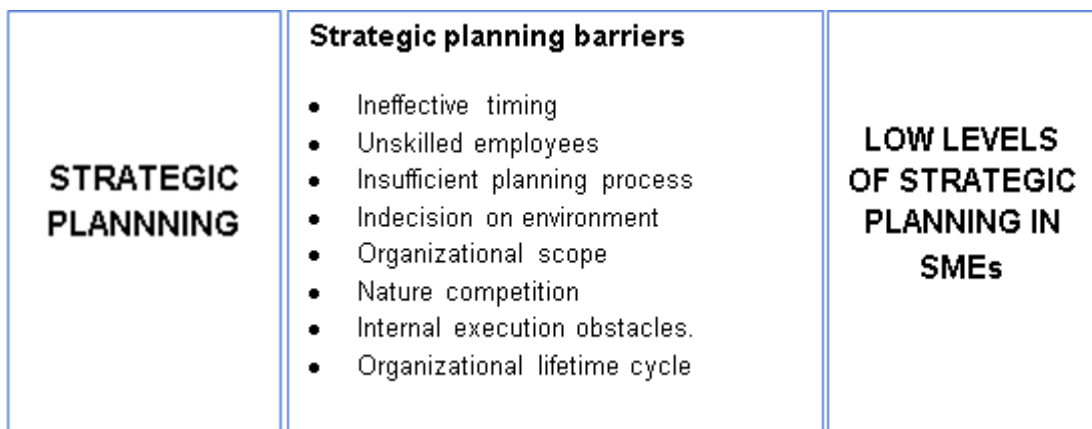 STRATEGIC
PLANNNING
Strategic planning barriers
• Ineffective timing
• Unskilled employees
• Insufficient planning process
• Indecision on environment
• Organizational scope
• Nature competition
• Internal execution obstacles.
• Organizational lifetime cycle
LOW LEVELS
OF STRATEGIC
PLANNING IN
SMEs